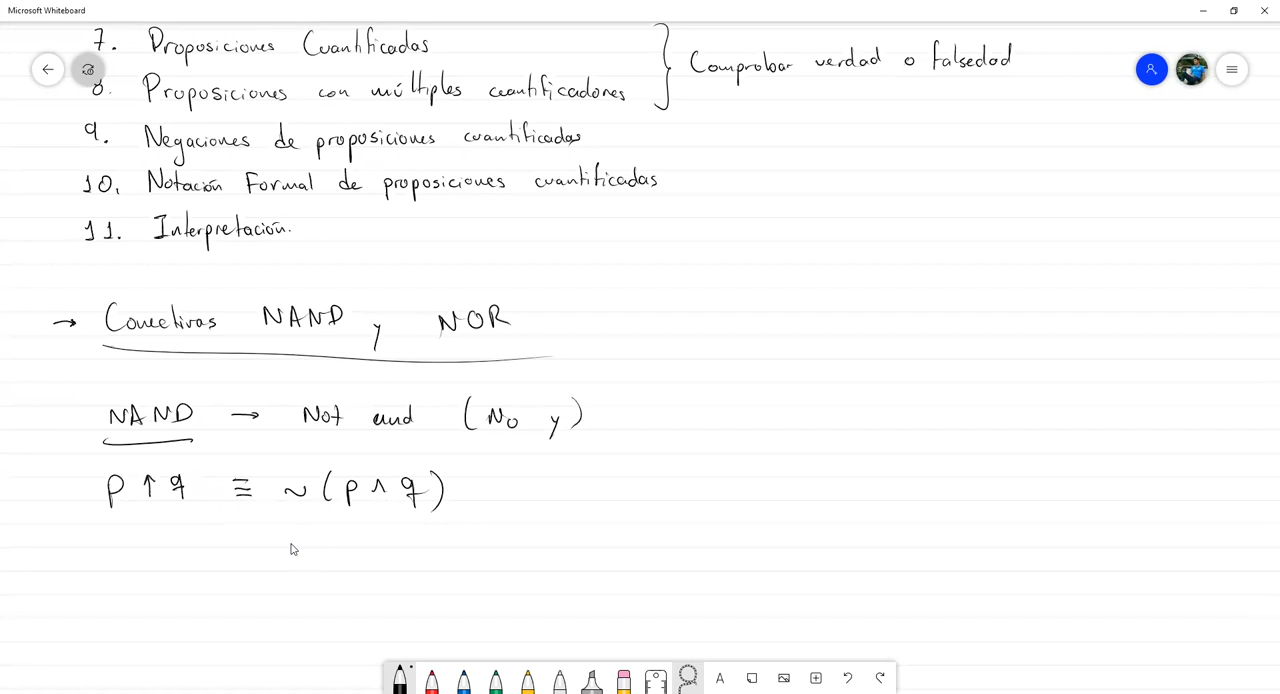 Microsoft Whiteboard
7. Proposiciones Cuantificadas
8. Proposiciones con múltiples cuantificadores
} Comprobar verdad o falsedad
9. Negaciones de proposiciones cuantificadas
10. Notación Formal de proposiciones cuantificadas
11. Interpretación.
→ Conectivas NAND y NOR
NAND → Not and (No y)
p ↑ q ≡ ~(p ∧ q)
A